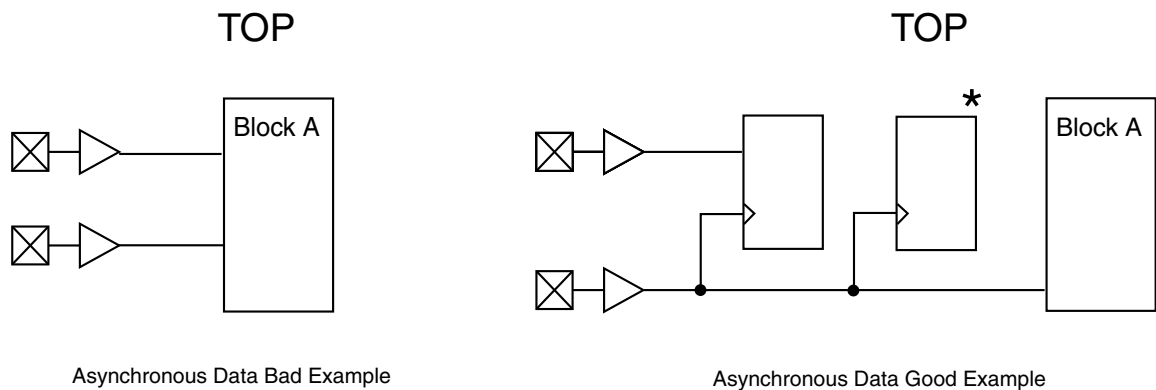 TOP
Block A
Asynchronous Data Bad Example
TOP
*
Block A
Asynchronous Data Good Example